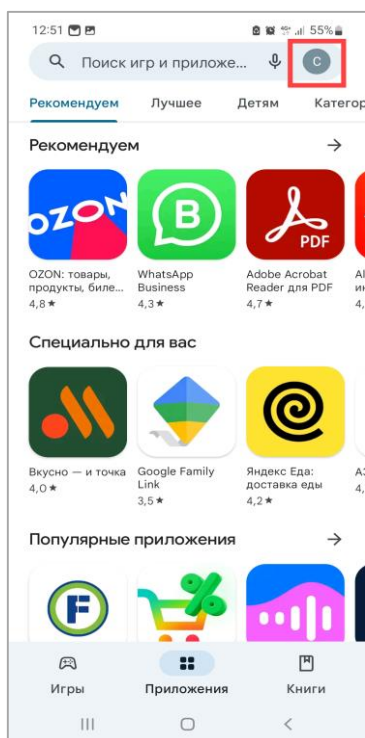 12:51
55%
Поиск игр и приложе...
C
Рекомендуем Лучшее Детям Категор
Рекомендуем
OZON
B
PDF
OZON: товары,
продукты, биле...
4,8 ★
WhatsApp
Business
4,3 ★
Adobe Acrobat
Reader для PDF
4,7 ★
Специально для вас
Вкусно — и точка
4,0 ★
Google Family
Link
3,5 ★
Яндекс Еда:
доставка еды
4,2 ★
Популярные приложения
F
%
Игры Приложения Книги